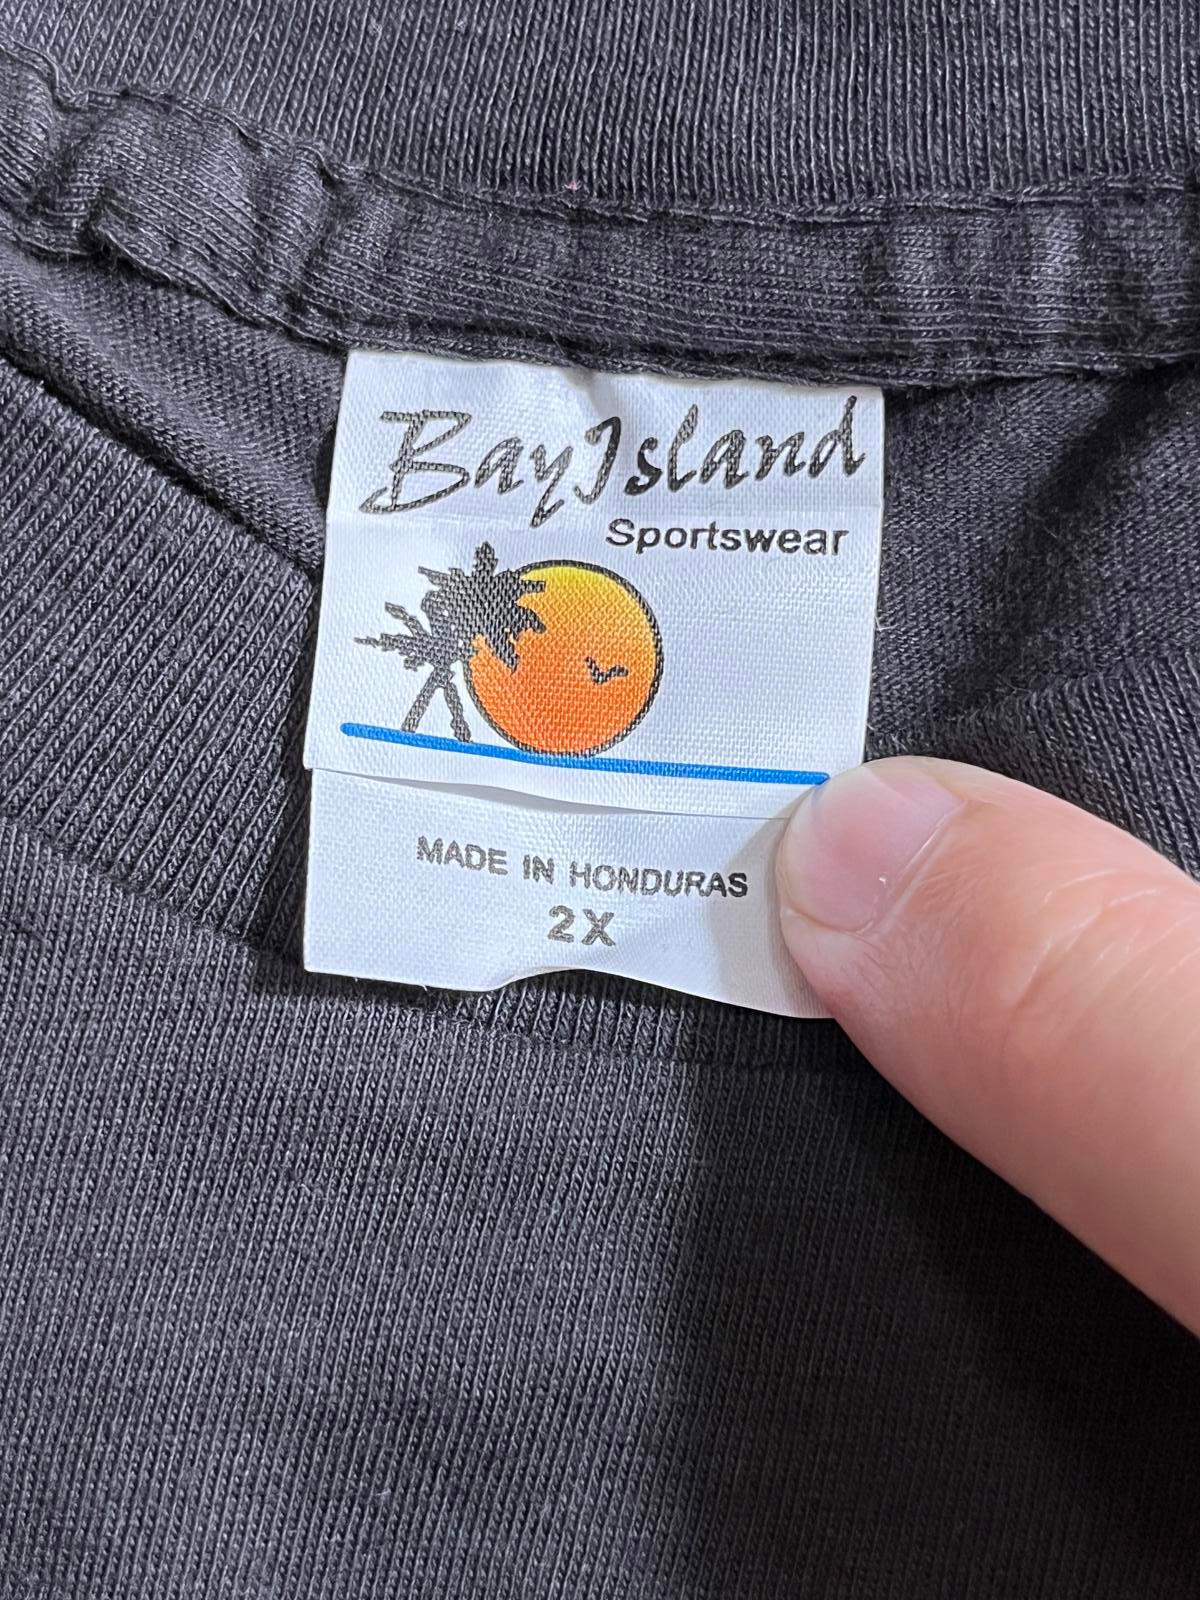 BayIsland
Sportswear
MADE IN HONDURAS
2X